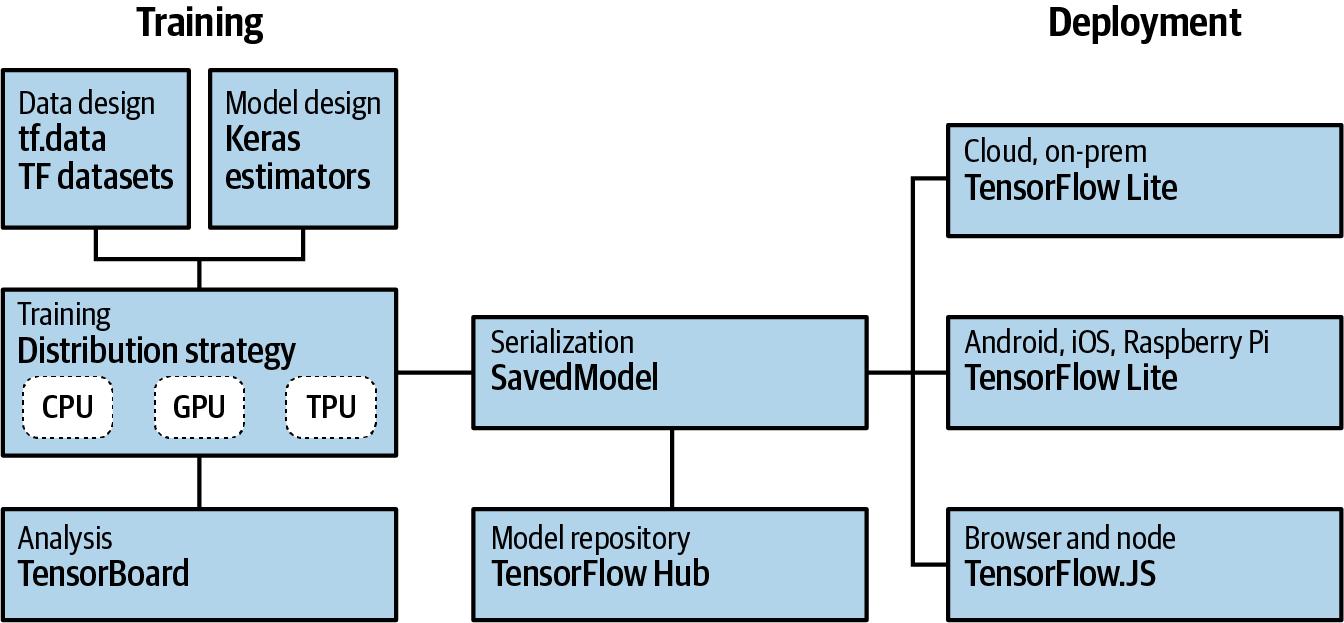 Training
Deployment
Data design
tf.data
TF datasets
Model design
Keras
estimators
Training
Distribution strategy
CPU
GPU
TPU
Analysis
TensorBoard
Serialization
SavedModel
Model repository
TensorFlow Hub
Cloud, on-prem
TensorFlow Lite
Android, iOS, Raspberry Pi
TensorFlow Lite
Browser and node
TensorFlow.JS